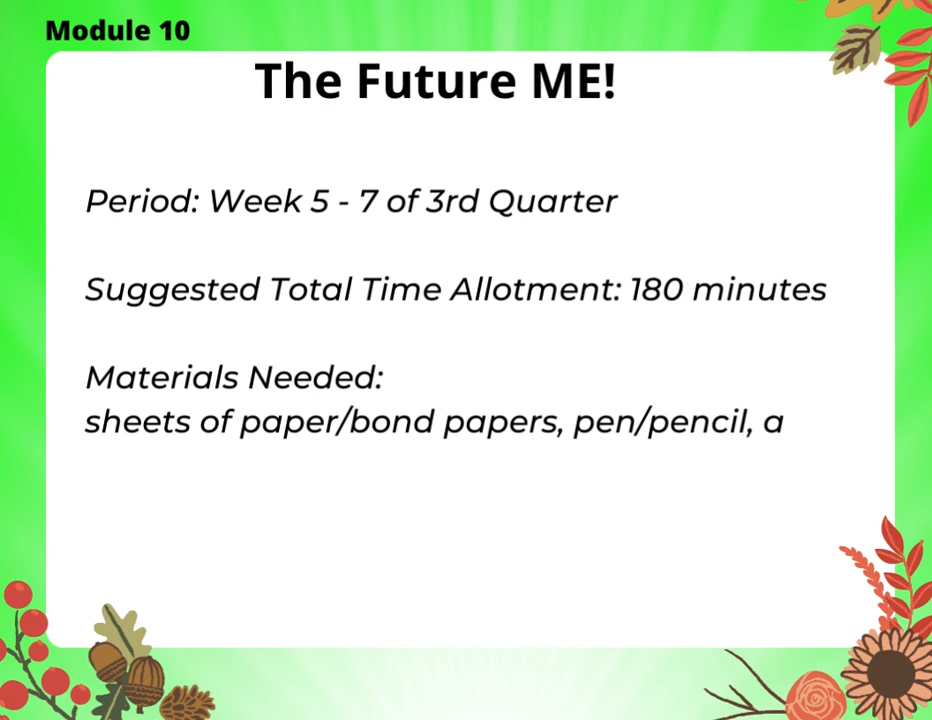 Module 10
The Future ME!
Period: Week 5 - 7 of 3rd Quarter
Suggested Total Time Allotment: 180 minutes
Materials Needed:
sheets of paper/bond papers, pen/pencil, a